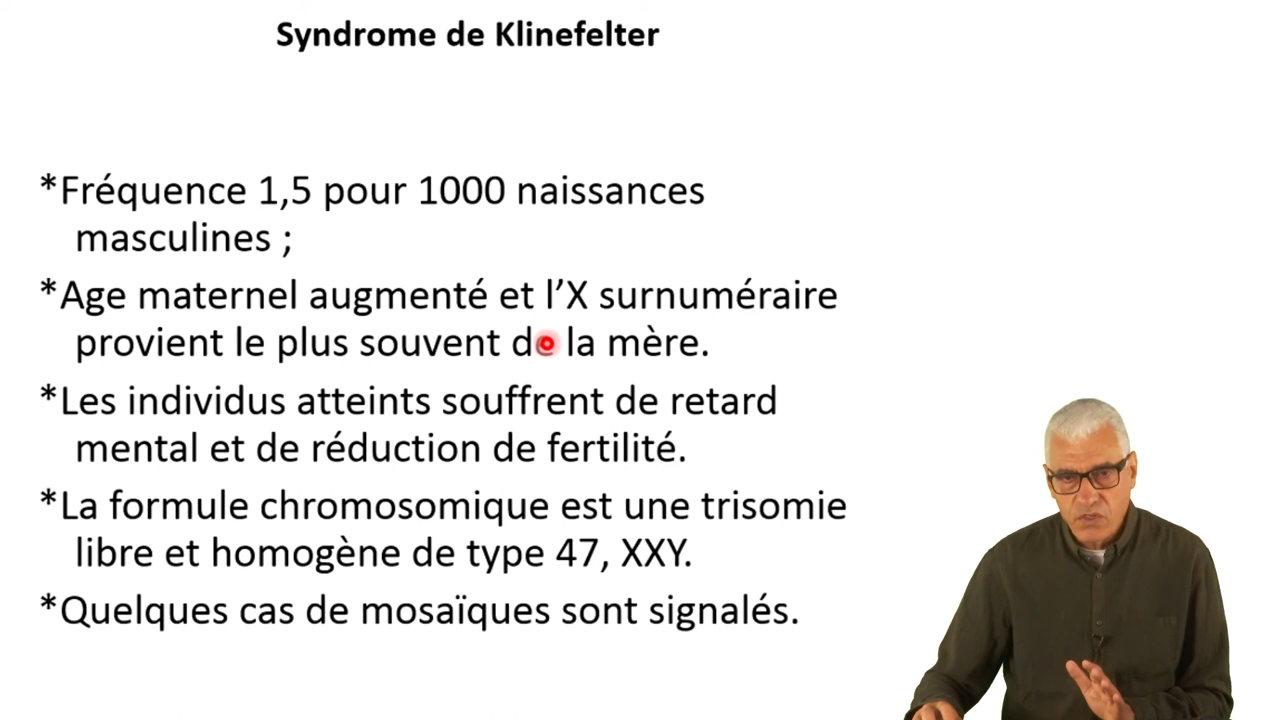 Syndrome de Klinefelter
*Fréquence 1,5 pour 1000 naissances
masculines ;
*Age maternel augmenté et l’X surnuméraire
provient le plus souvent de la mère.
*Les individus atteints souffrent de retard
mental et de réduction de fertilité.
*La formule chromosomique est une trisomie
libre et homogène de type 47, XXY.
*Quelques cas de mosaïques sont signalés.